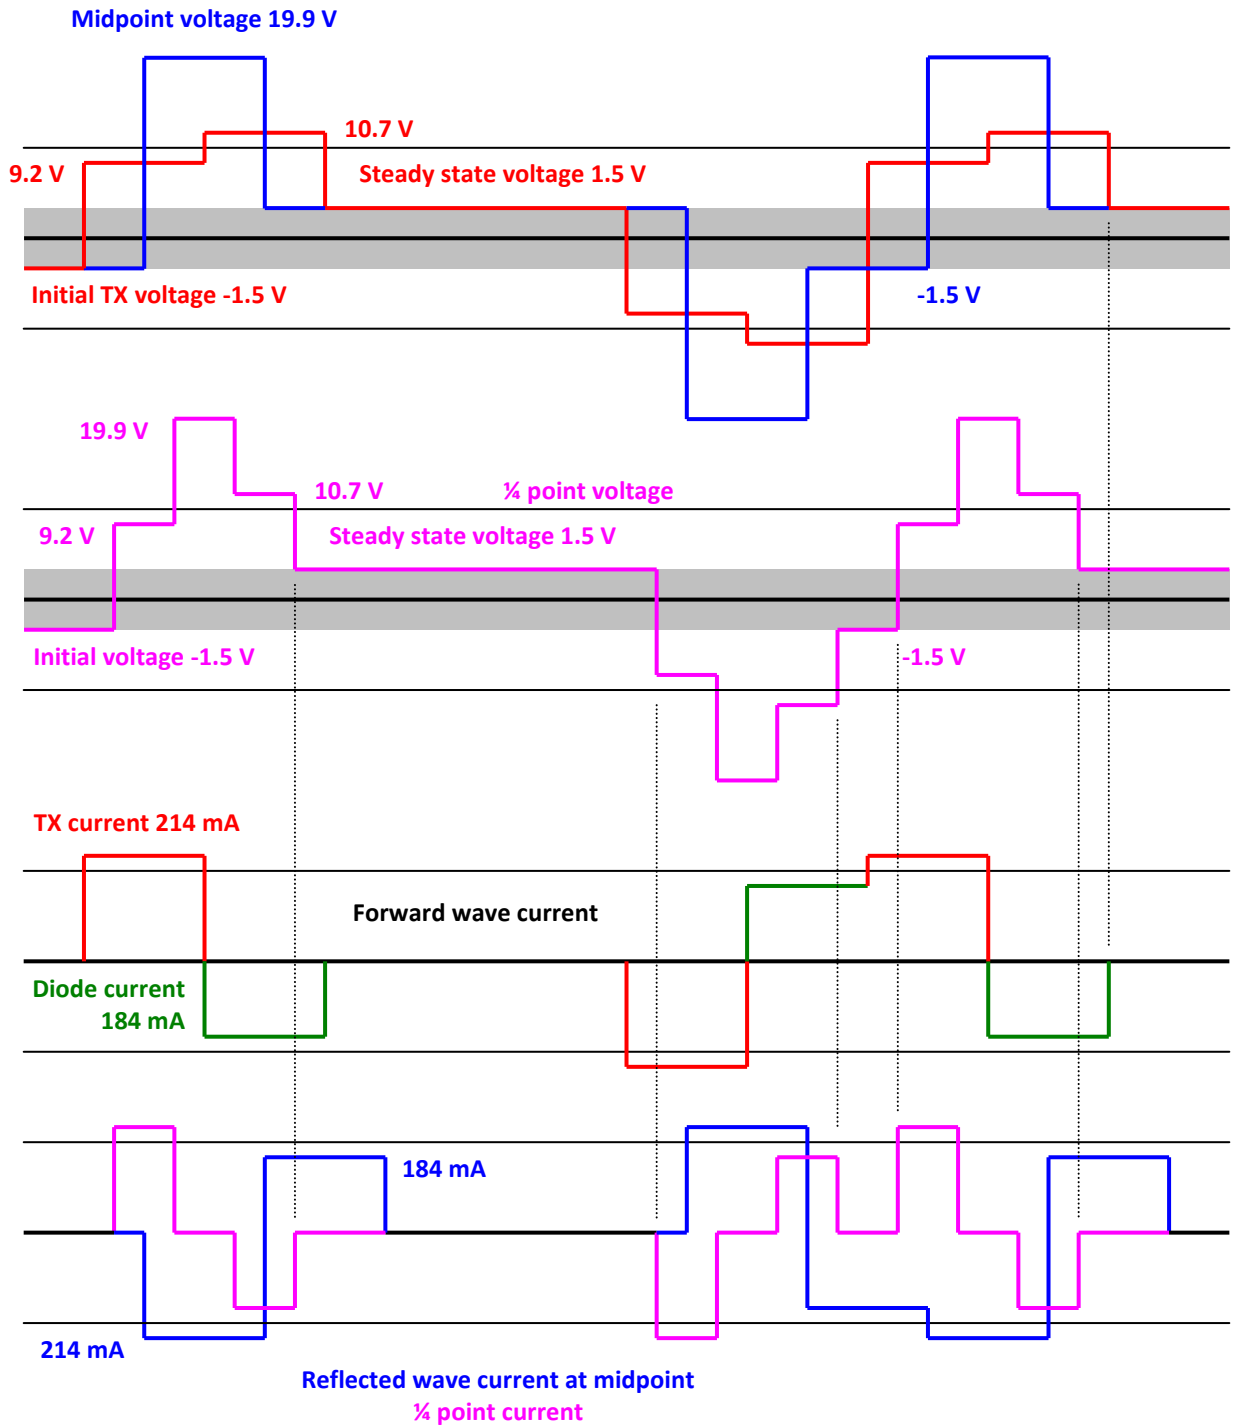 Midpoint voltage 19.9 V
10.7 V
9.2 V
Steady state voltage 1.5 V
Initial TX voltage -1.5 V
-1.5 V
19.9 V
10.7 V
¼ point voltage
9.2 V
Steady state voltage 1.5 V
Initial voltage -1.5 V
-1.5 V
TX current 214 mA
Forward wave current
Diode current
184 mA
184 mA
214 mA
Reflected wave current at midpoint
¼ point current